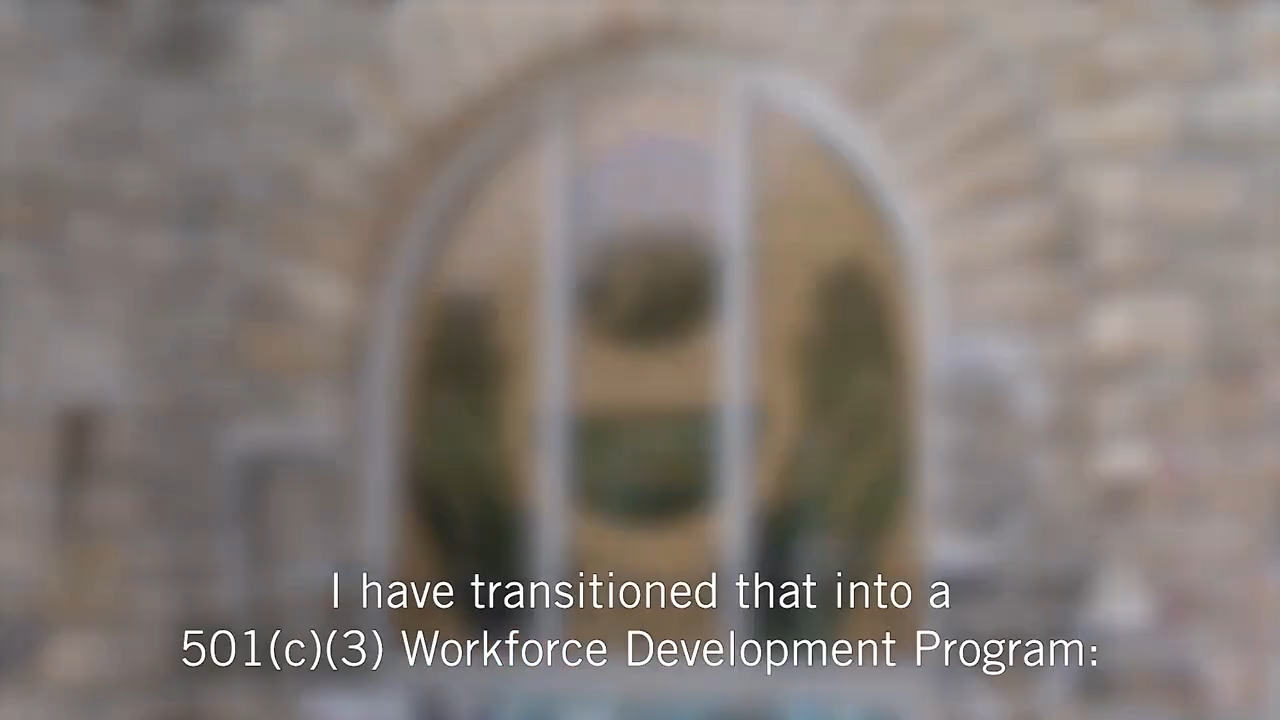 I have transitioned that into a
501(c)(3) Workforce Development Program: